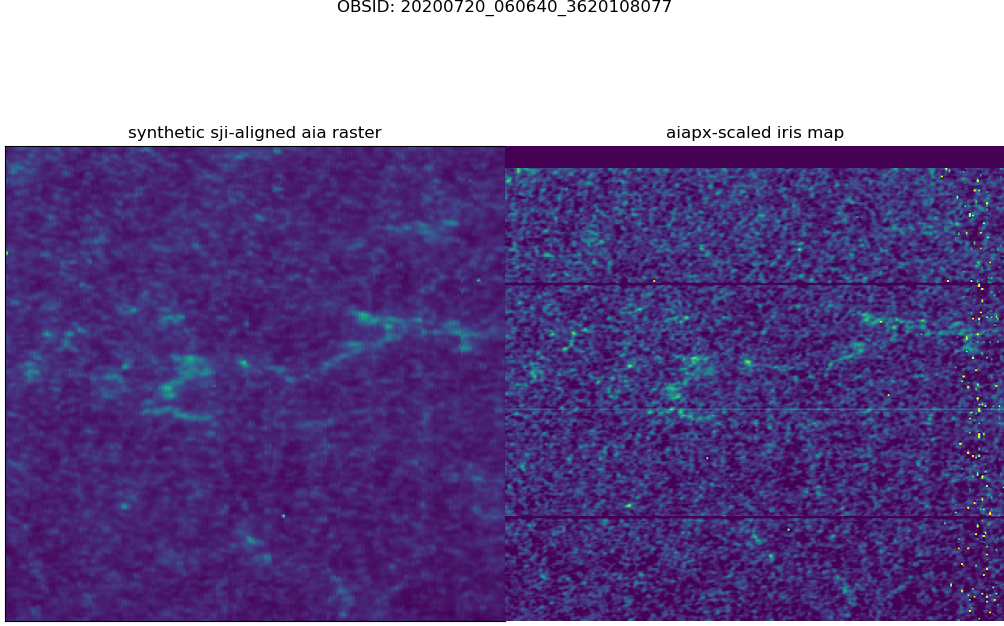 OBSID: 20200720_060640_3620108077
synthetic sji-aligned aia raster
aiapx-scaled iris map